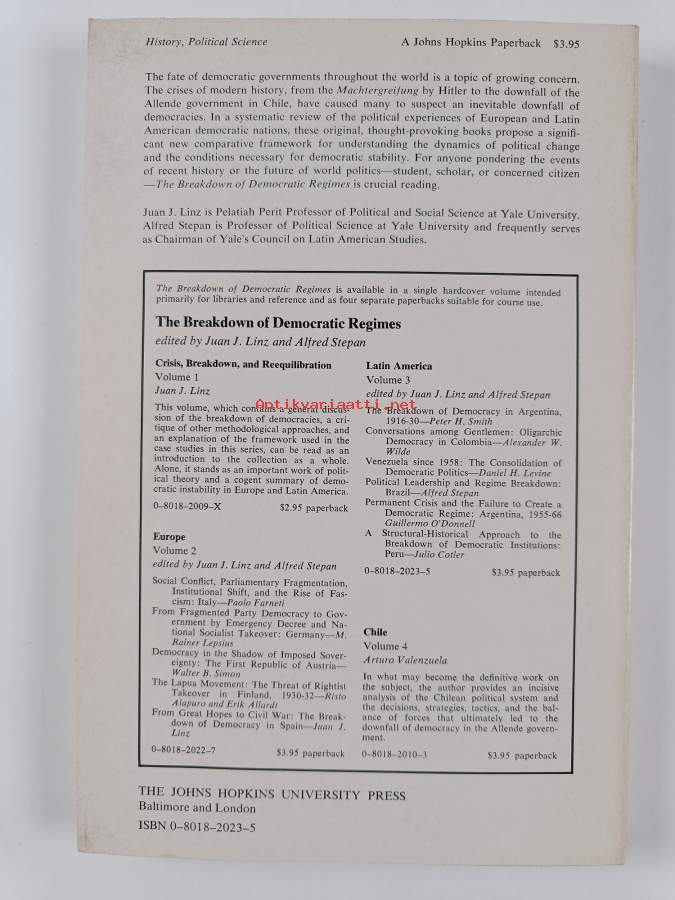 History, Political Science
A Johns Hopkins Paperback $3.95
The fate of democratic governments throughout the world is a topic of growing concern.
The crises of modern history, from the Machtergreifung by Hitler to the downfall of the
Allende government in Chile, have caused many to suspect an inevitable downfall of
democracies. In a systematic review of the political experiences of European and Latin
American democratic nations, these original, thought-provoking books propose a signifi-
cant new comparative framework for understanding the dynamics of political change
and the conditions necessary for democratic stability. For anyone pondering the events
of recent history or the future of world politics—student, scholar, or concerned citizen
—The Breakdown of Democratic Regimes is crucial reading.
Juan J. Linz is Pelatiah Perit Professor of Political and Social Science at Yale University.
Alfred Stepan is Professor of Political Science at Yale University and frequently serves
as Chairman of Yale's Council on Latin American Studies.
The Breakdown of Democratic Regimes is available in a single hardcover volume intended
primarily for libraries and reference and as four separate paperbacks suitable for course use.
The Breakdown of Democratic Regimes
edited by Juan J. Linz and Alfred Stepan
Crisis, Breakdown, and Reequilibration
Volume 1
Juan J. Linz
This volume, which contains a general discus-
sion of the breakdown of democracies, a cri-
tique of other methodological approaches, and
an explanation of the framework used in the
case studies in this series, can be read as an
introduction to the collection as a whole.
Alone, it stands as an important work of polit-
ical theory and a cogent summary of demo-
cratic instability in Europe and Latin America.
0-8018-2009-X $2.95 paperback
Europe
Volume 2
edited by Juan J. Linz and Alfred Stepan
Social Conflict, Parliamentary Fragmentation,
Institutional Shift, and the Rise of Fas-
cism: Italy—Paolo Farneti
From Fragmented Party Democracy to Gov-
ernment by Emergency Decree and Na-
tional Socialist Takeover: Germany—M.
Rainer Lepsius
Democracy in the Shadow of Imposed Sover-
eignty: The First Republic of Austria—
Walter B. Simon
The Lapua Movement: The Threat of Rightist
Takeover in Finland, 1930-32—Risto
Alapuro and Erik Allardt
From Great Hopes to Civil War: The Break-
down of Democracy in Spain—Juan J.
Linz
0-8018-2022-7 $3.95 paperback
Latin America
Volume 3
edited by Juan J. Linz and Alfred Stepan
The Breakdown of Democracy in Argentina,
1916-30—Peter H. Smith
Conversations among Gentlemen: Oligarchic
Democracy in Colombia—Alexander W.
Wilde
Venezuela since 1958: The Consolidation of
Democratic Politics—Daniel H. Levine
Political Leadership and Regime Breakdown:
Brazil—Alfred Stepan
Permanent Crisis and the Failure to Create a
Democratic Regime: Argentina, 1955-66
Guillermo O'Donnell
A Structural-Historical Approach to the
Breakdown of Democratic Institutions:
Peru—Julio Cotler
0-8018-2023-5 $3.95 paperback
Chile
Volume 4
Arturo Valenzuela
In what may become the definitive work on
the subject, the author provides an incisive
analysis of the Chilean political system and
the decisions, strategies, tactics, and the bal-
ance of forces that ultimately led to the
downfall of democracy in the Allende govern-
ment.
0-8018-2010-3 $3.95 paperback
Antikvariaatti.net
THE JOHNS HOPKINS UNIVERSITY PRESS
Baltimore and London
ISBN 0-8018-2023-5